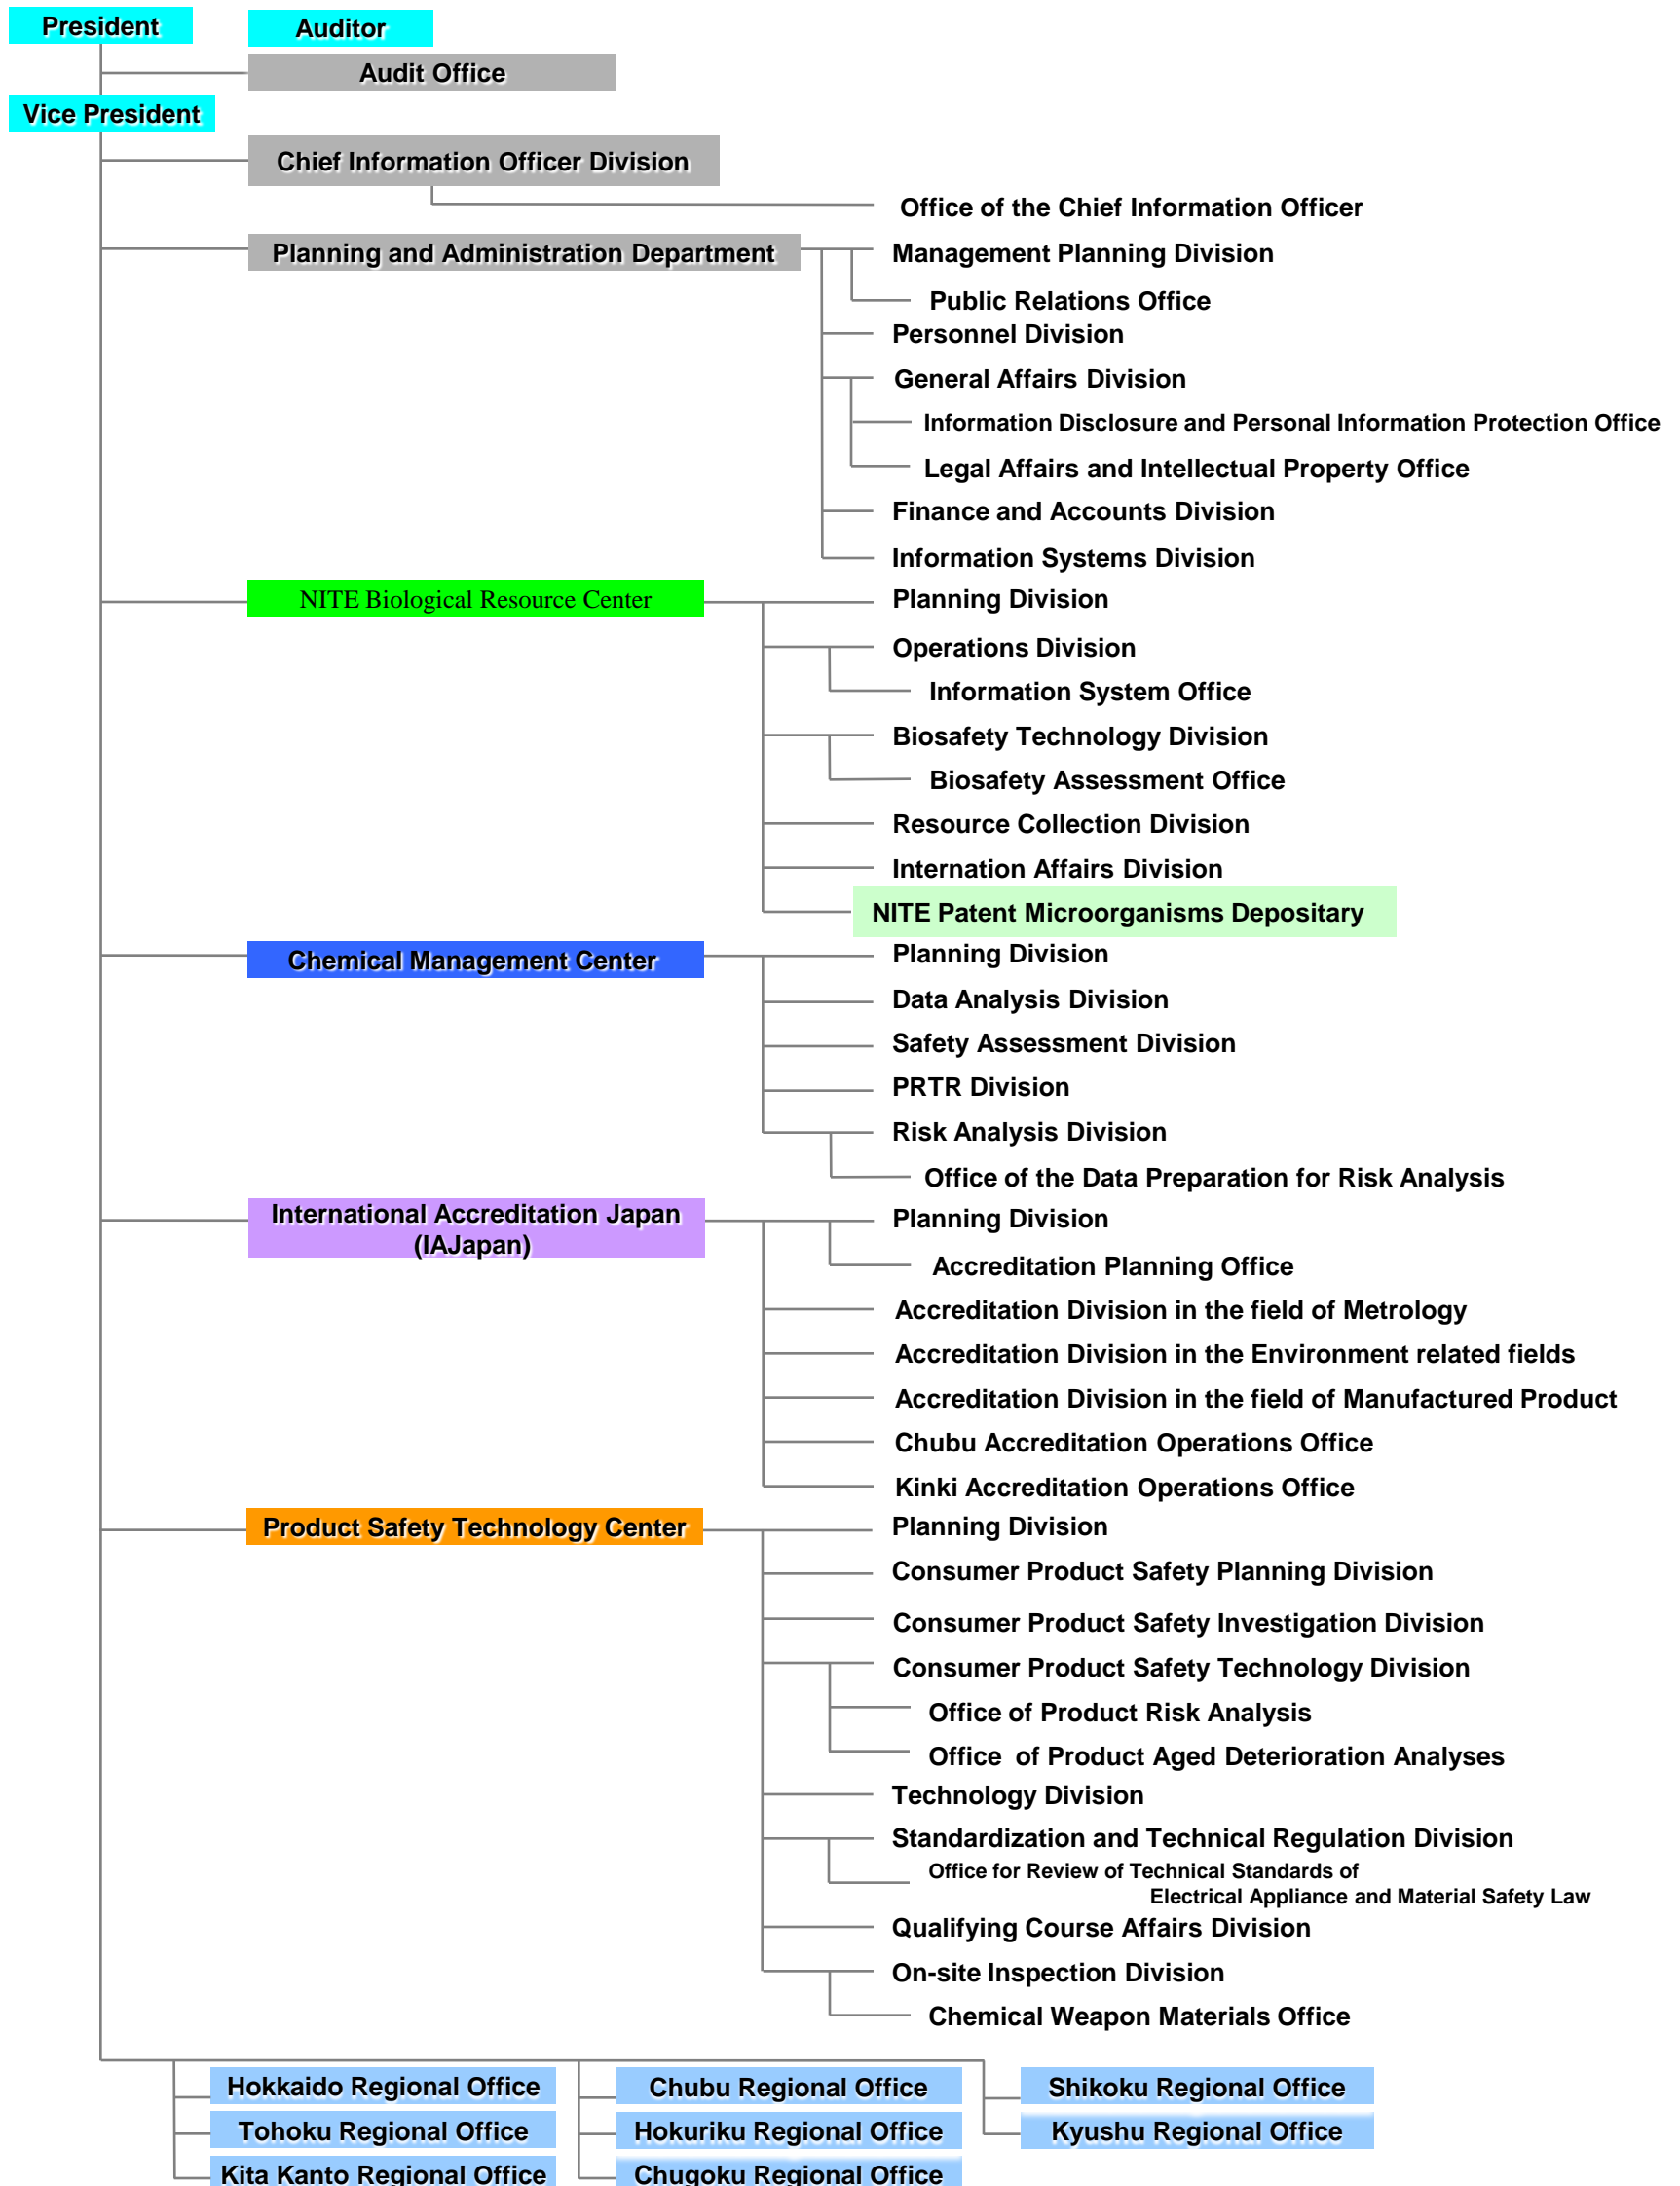 President
Auditor
Audit Office
Vice President
Chief Information Officer Division
Office of the Chief Information Officer
Planning and Administration Department
Management Planning Division
Public Relations Office
Personnel Division
General Affairs Division
Information Disclosure and Personal Information Protection Office
Legal Affairs and Intellectual Property Office
Finance and Accounts Division
Information Systems Division
NITE Biological Resource Center
Planning Division
Operations Division
Information System Office
Biosafety Technology Division
Biosafety Assessment Office
Resource Collection Division
Internation Affairs Division
NITE Patent Microorganisms Depositary
Chemical Management Center
Planning Division
Data Analysis Division
Safety Assessment Division
PRTR Division
Risk Analysis Division
Office of the Data Preparation for Risk Analysis
International Accreditation Japan
(IAJapan)
Planning Division
Accreditation Planning Office
Accreditation Division in the field of Metrology
Accreditation Division in the Environment related fields
Accreditation Division in the field of Manufactured Product
Chubu Accreditation Operations Office
Kinki Accreditation Operations Office
Product Safety Technology Center
Planning Division
Consumer Product Safety Planning Division
Consumer Product Safety Investigation Division
Consumer Product Safety Technology Division
Office of Product Risk Analysis
Office of Product Aged Deterioration Analyses
Technology Division
Standardization and Technical Regulation Division
Office for Review of Technical Standards of
Electrical Appliance and Material Safety Law
Qualifying Course Affairs Division
On-site Inspection Division
Chemical Weapon Materials Office
Hokkaido Regional Office
Chubu Regional Office
Shikoku Regional Office
Tohoku Regional Office
Hokuriku Regional Office
Kyushu Regional Office
Kita Kanto Regional Office
Chugoku Regional Office